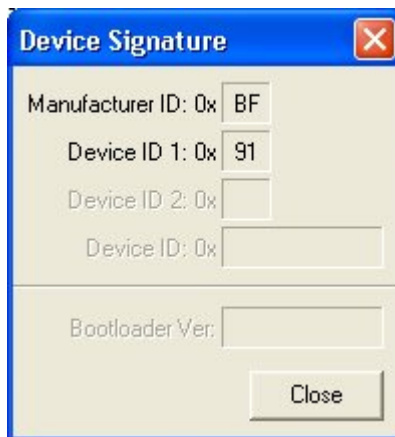 Device Signature
Manufacturer ID: 0x BF
Device ID 1: 0x 91
Device ID 2: 0x
Device ID: 0x
Bootloader Ver:
Close